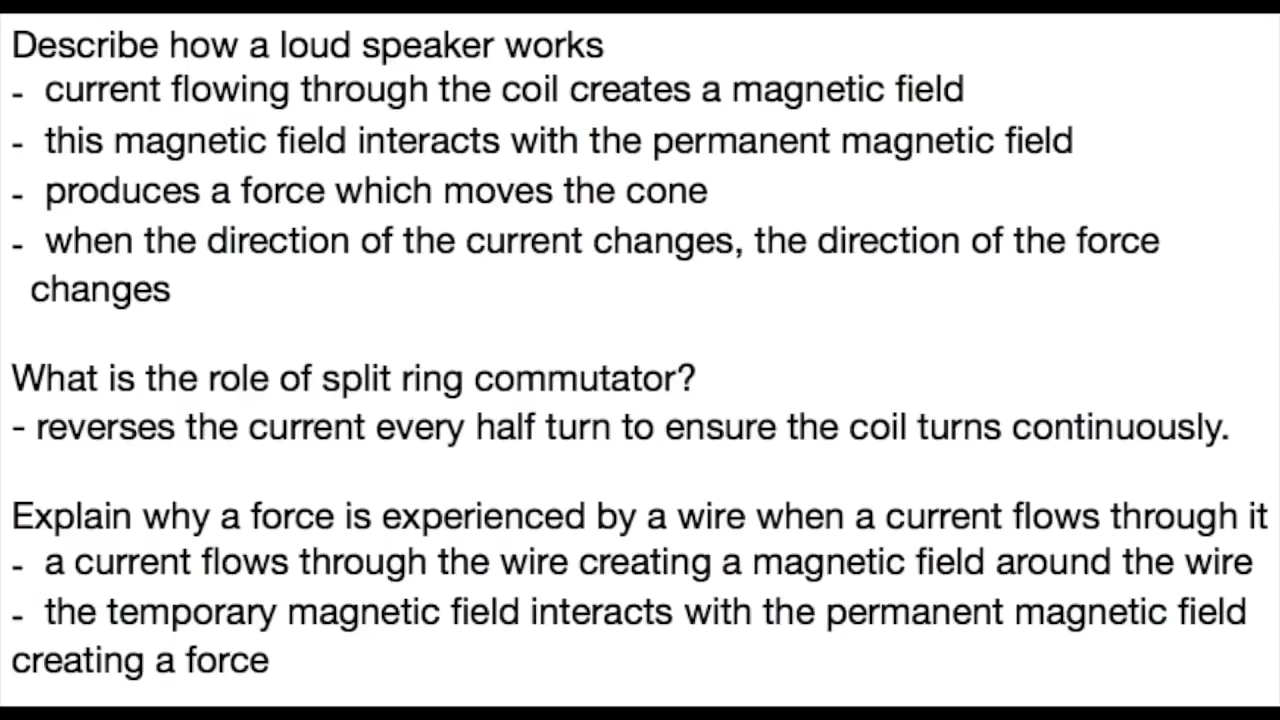 Describe how a loud speaker works
- current flowing through the coil creates a magnetic field
- this magnetic field interacts with the permanent magnetic field
- produces a force which moves the cone
- when the direction of the current changes, the direction of the force
changes
What is the role of split ring commutator?
- reverses the current every half turn to ensure the coil turns continuously.
Explain why a force is experienced by a wire when a current flows through it
- a current flows through the wire creating a magnetic field around the wire
- the temporary magnetic field interacts with the permanent magnetic field
creating a force